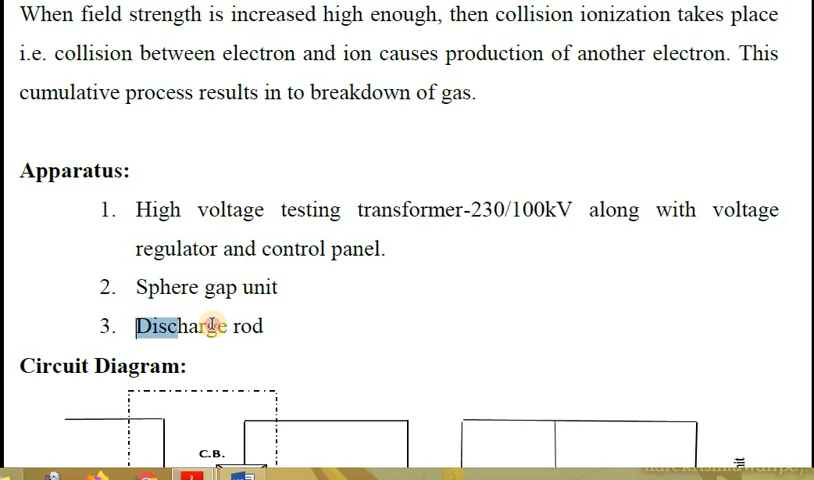 When field strength is increased high enough, then collision ionization takes place
i.e. collision between electron and ion causes production of another electron. This
cumulative process results in to breakdown of gas.
Apparatus:
1. High voltage testing transformer-230/100kV along with voltage
regulator and control panel.
2. Sphere gap unit
3. Discharge rod
Circuit Diagram:
C.B.